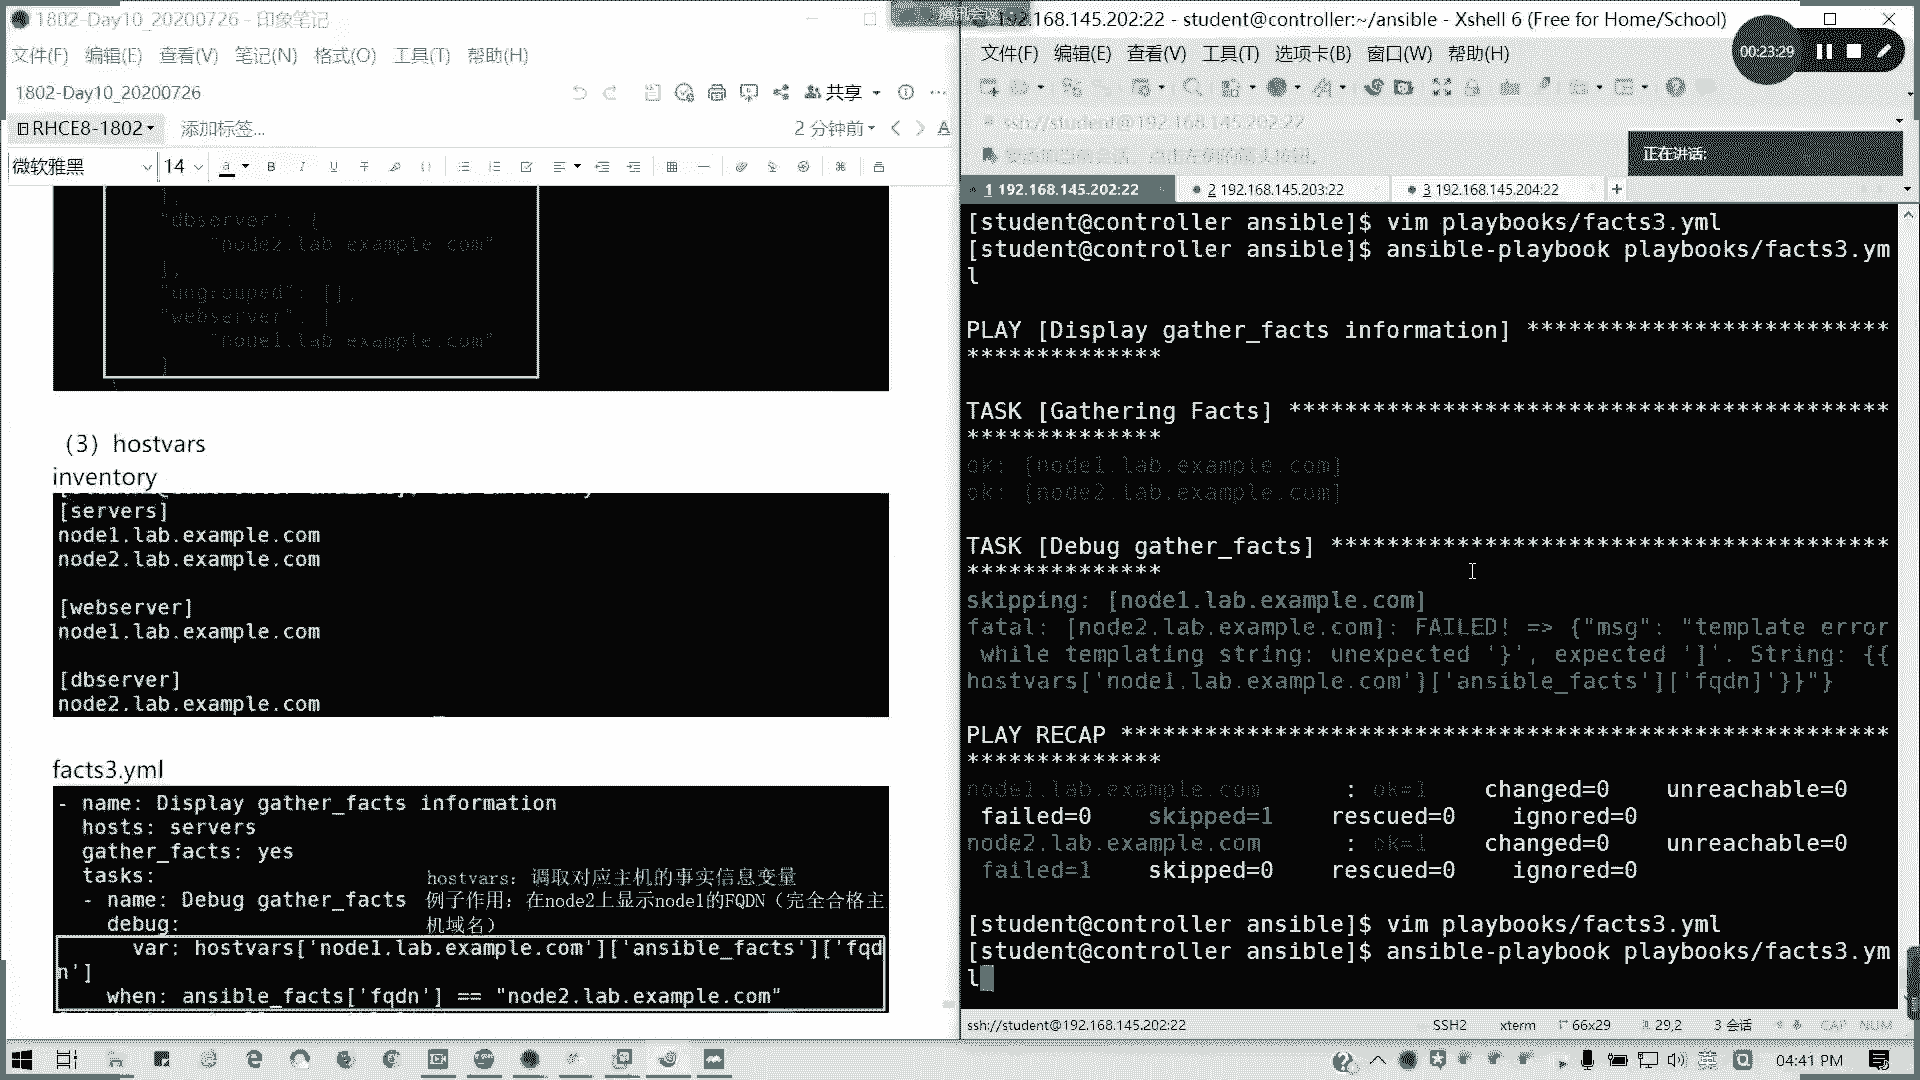 1802-Day10_20200726 - 印象笔记
文件(F) 编辑(E) 查看(V) 笔记(N) 格式(O) 工具(T) 帮助(H)
1802-Day10_20200726
共享
RHCE8-1802
添加标签...
2 分钟前
微软雅黑
14
],
"dbserver": [
"node2.lab.example.com"
],
"ungrouped": [],
"webserver": [
"node1.lab.example.com"
]
（3）hostvars
inventory
[servers]
node1.lab.example.com
node2.lab.example.com
[webserver]
node1.lab.example.com
[dbserver]
node2.lab.example.com
facts3.yml
- name: Display gather_facts information
hosts: servers
gather_facts: yes
tasks:
- name: Debug gather_facts
debug:
hostvars：调取对应主机的事实信息变量
例子作用：在node2上显示node1的FQDN（完全合格主
机域名）
var: hostvars['node1.lab.example.com']['ansible_facts']['fqd
n']
when: ansible_facts['fqdn'] == "node2.lab.example.com"
192.168.145.202:22 - student@controller:~/ansible - Xshell 6 (Free for Home/School)
文件(F) 编辑(E) 查看(V) 工具(T) 选项卡(B) 窗口(W) 帮助(H)
00:23:29
ssh://student@192.168.145.202:22
正在讲话:
1 192.168.145.202:22
2 192.168.145.203:22
3 192.168.145.204:22
[student@controller ansible]$ vim playbooks/facts3.yml
[student@controller ansible]$ ansible-playbook playbooks/facts3.ym
l
PLAY [Display gather_facts information] ***************************
**************
TASK [Gathering Facts] ********************************************
**************
ok: [node1.lab.example.com]
ok: [node2.lab.example.com]
TASK [Debug gather_facts] *****************************************
**************
skipping: [node1.lab.example.com]
fatal: [node2.lab.example.com]: FAILED! => {"msg": "template error
while templating string: unexpected '}', expected ']'. String: {{
hostvars['node1.lab.example.com']['ansible_facts']['fqdn]'}}"}
PLAY RECAP ********************************************************
**************
node1.lab.example.com : ok=1 changed=0 unreachable=0
failed=0 skipped=1 rescued=0 ignored=0
node2.lab.example.com : ok=1 changed=0 unreachable=0
failed=1 skipped=0 rescued=0 ignored=0
[student@controller ansible]$ vim playbooks/facts3.yml
[student@controller ansible]$ ansible-playbook playbooks/facts3.ym
l
ssh://student@192.168.145.202:22
SSH2
xterm
66x29
29,2
3 会话
CAP
NUM
英
04:41 PM